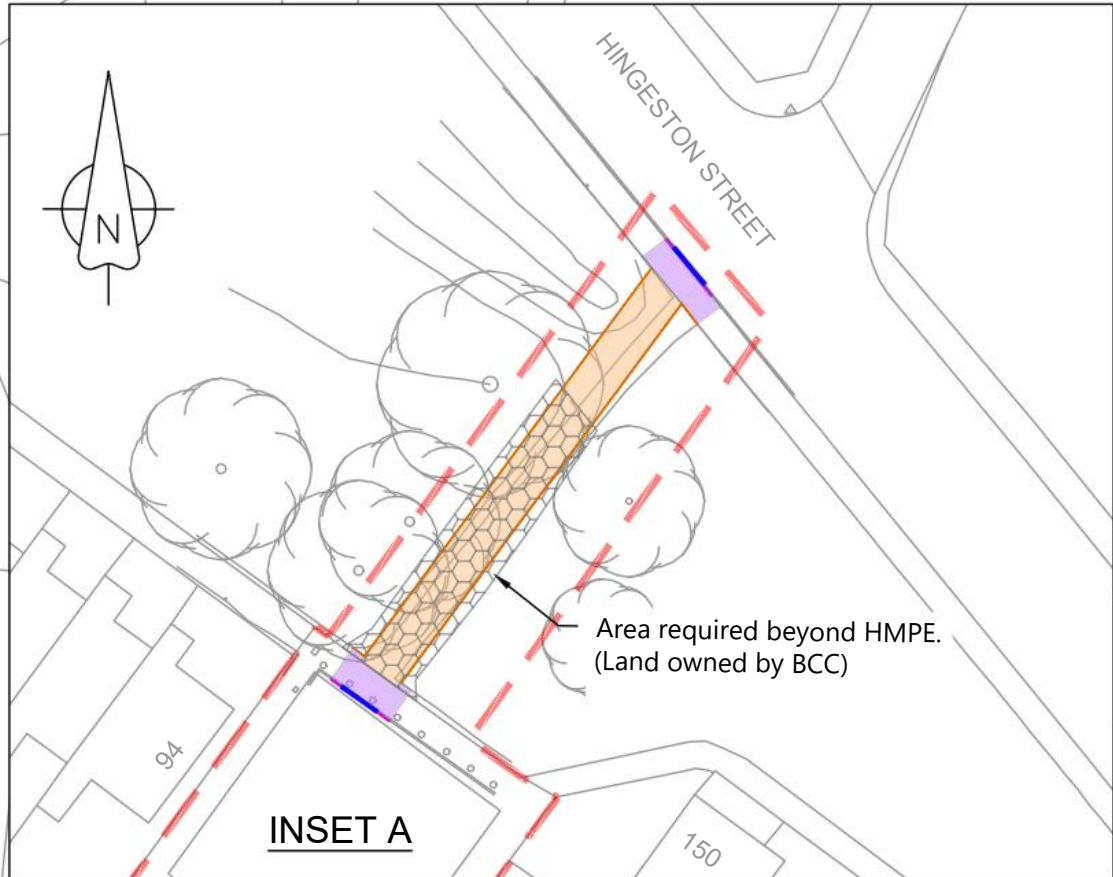 HINGESTON STREET
N
Area required beyond HMPE.
(Land owned by BCC)
94
INSET A
150